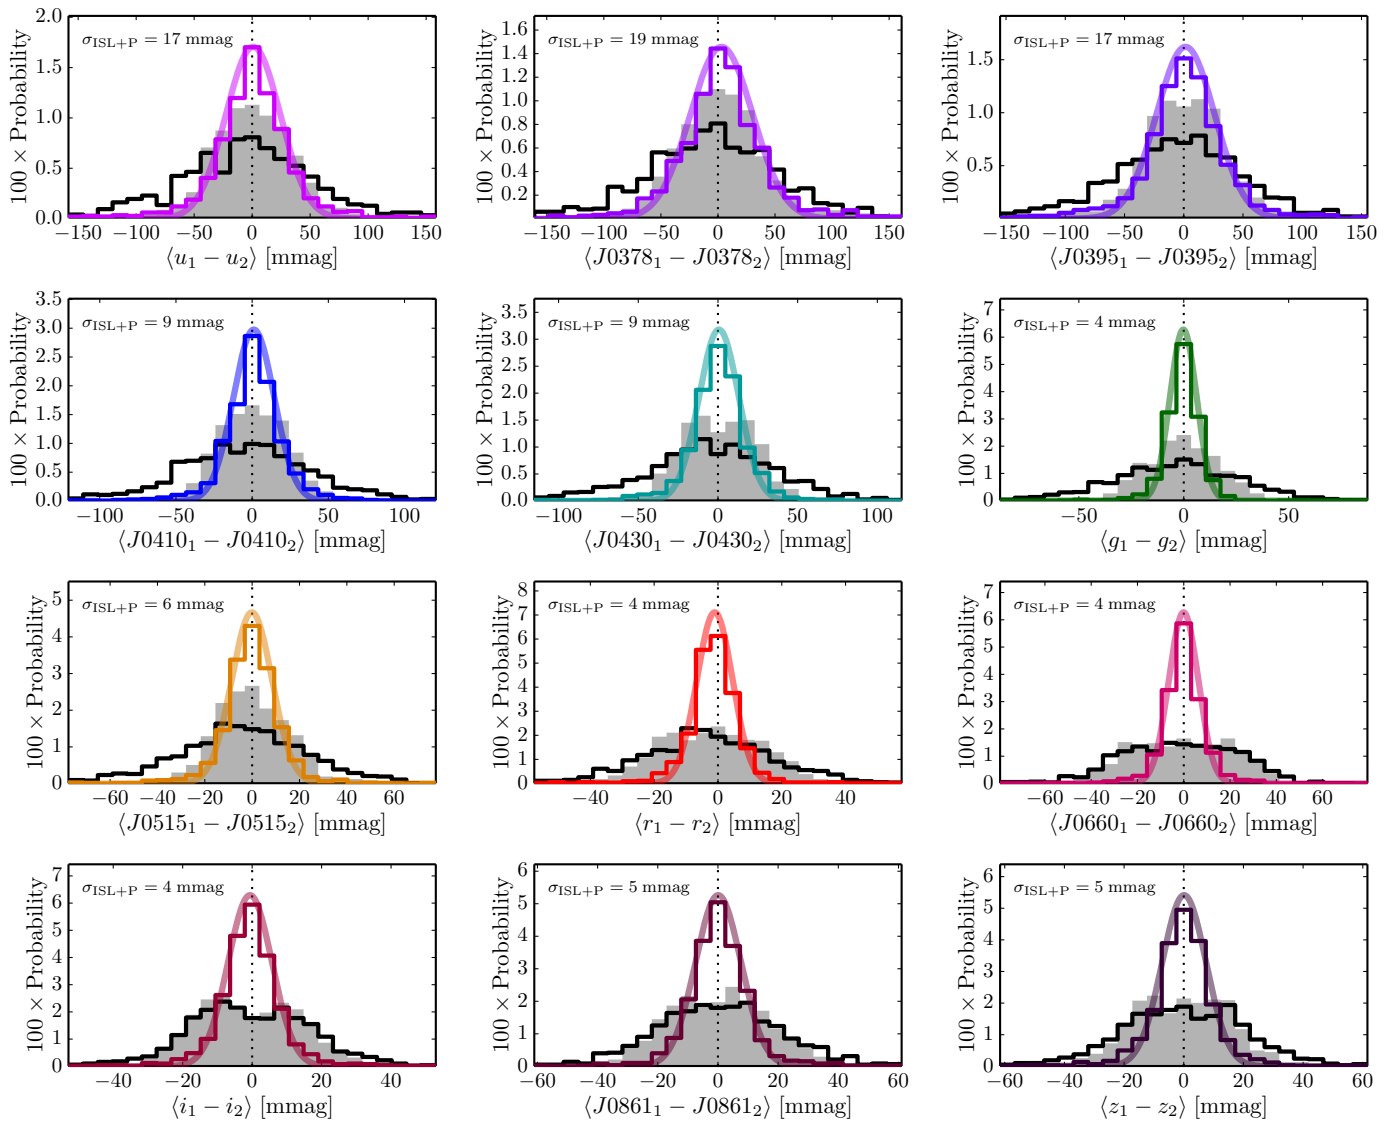 σ_ISL+P = 17 mmag
100 × Probability
2.0
1.5
1.0
0.5
0.0
−150 −100 −50 0 50 100 150
⟨u₁ − u₂⟩ [mmag]
σ_ISL+P = 19 mmag
100 × Probability
1.6
1.4
1.2
1.0
0.8
0.6
0.4
0.2
−150 −100 −50 0 50 100 150
⟨J0378₁ − J0378₂⟩ [mmag]
σ_ISL+P = 17 mmag
100 × Probability
1.5
1.0
0.5
−150 −100 −50 0 50 100 150
⟨J0395₁ − J0395₂⟩ [mmag]
σ_ISL+P = 9 mmag
100 × Probability
3.5
3.0
2.5
2.0
1.5
1.0
0.5
0.0
−100 −50 0 50 100
⟨J0410₁ − J0410₂⟩ [mmag]
σ_ISL+P = 9 mmag
100 × Probability
3.5
3.0
2.5
2.0
1.5
1.0
0.5
0.0
−100 −50 0 50 100
⟨J0430₁ − J0430₂⟩ [mmag]
σ_ISL+P = 4 mmag
100 × Probability
7
6
5
4
3
2
1
0
−50 0 50
⟨g₁ − g₂⟩ [mmag]
σ_ISL+P = 6 mmag
100 × Probability
5
4
3
2
1
0
−60 −40 −20 0 20 40 60
⟨J0515₁ − J0515₂⟩ [mmag]
σ_ISL+P = 4 mmag
100 × Probability
8
7
6
5
4
3
2
1
0
−40 −20 0 20 40
⟨r₁ − r₂⟩ [mmag]
σ_ISL+P = 4 mmag
100 × Probability
7
6
5
4
3
2
1
0
−60 −40 −20 0 20 40 60
⟨J0660₁ − J0660₂⟩ [mmag]
σ_ISL+P = 4 mmag
100 × Probability
7
6
5
4
3
2
1
0
−40 −20 0 20 40
⟨i₁ − i₂⟩ [mmag]
σ_ISL+P = 5 mmag
100 × Probability
6
5
4
3
2
1
0
−60 −40 −20 0 20 40 60
⟨J0861₁ − J0861₂⟩ [mmag]
σ_ISL+P = 5 mmag
100 × Probability
6
5
4
3
2
1
0
−60 −40 −20 0 20 40 60
⟨z₁ − z₂⟩ [mmag]